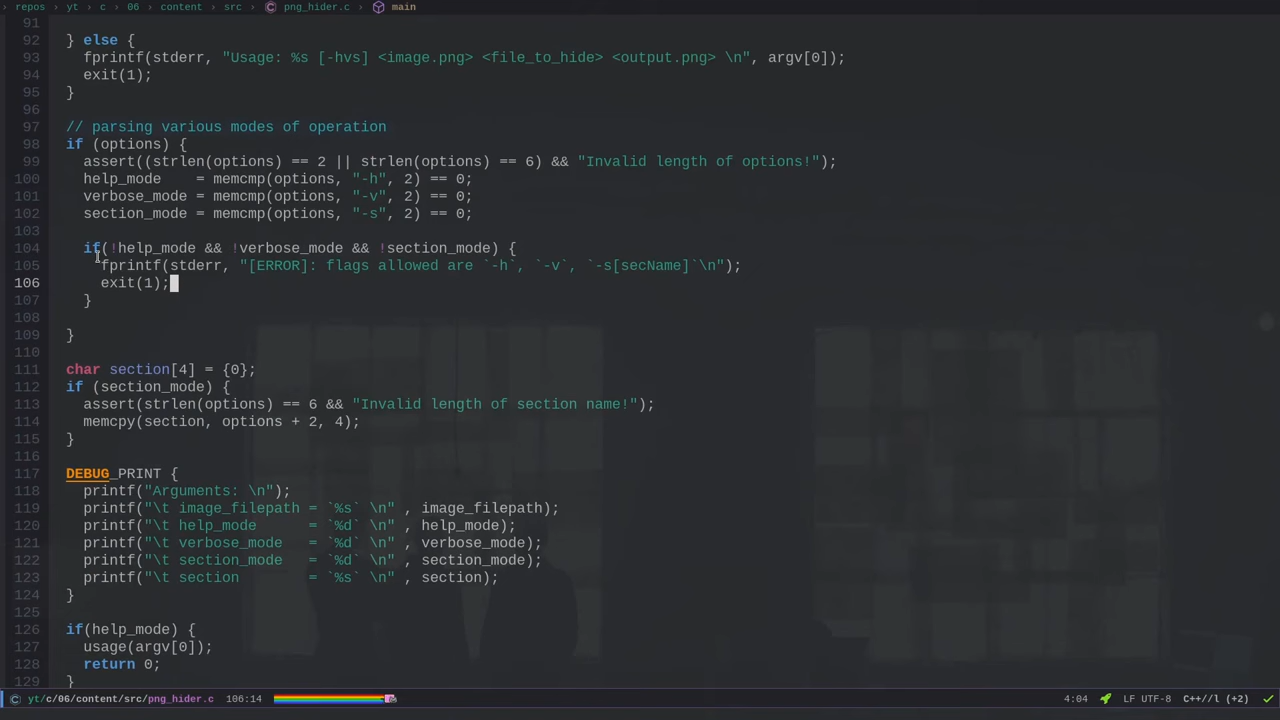 repos › yt › c › 06 › content › src › png_hider.c › main
91
92 } else {
93 fprintf(stderr, "Usage: %s [-hvs] <image.png> <file_to_hide> <output.png> \n", argv[0]);
94 exit(1);
95 }
96
97 // parsing various modes of operation
98 if (options) {
99 assert((strlen(options) == 2 || strlen(options) == 6) && "Invalid length of options!");
100 help_mode    = memcmp(options, "-h", 2) == 0;
101 verbose_mode = memcmp(options, "-v", 2) == 0;
102 section_mode = memcmp(options, "-s", 2) == 0;
103
104 if(!help_mode && !verbose_mode && !section_mode) {
105 fprintf(stderr, "[ERROR]: flags allowed are `-h`, `-v`, `-s[secName]`\n");
106 exit(1);
107 }
108
109 }
110
111 char section[4] = {0};
112 if (section_mode) {
113 assert(strlen(options) == 6 && "Invalid length of section name!");
114 memcpy(section, options + 2, 4);
115 }
116
117 DEBUG_PRINT {
118 printf("Arguments: \n");
119 printf("\t image_filepath = `%s` \n" , image_filepath);
120 printf("\t help_mode      = `%d` \n" , help_mode);
121 printf("\t verbose_mode   = `%d` \n" , verbose_mode);
122 printf("\t section_mode   = `%d` \n" , section_mode);
123 printf("\t section        = `%s` \n" , section);
124 }
125
126 if(help_mode) {
127 usage(argv[0]);
128 return 0;
129 }
yt/c/06/content/src/png_hider.c 106:14 4:04 LF UTF-8 C++//l (+2)